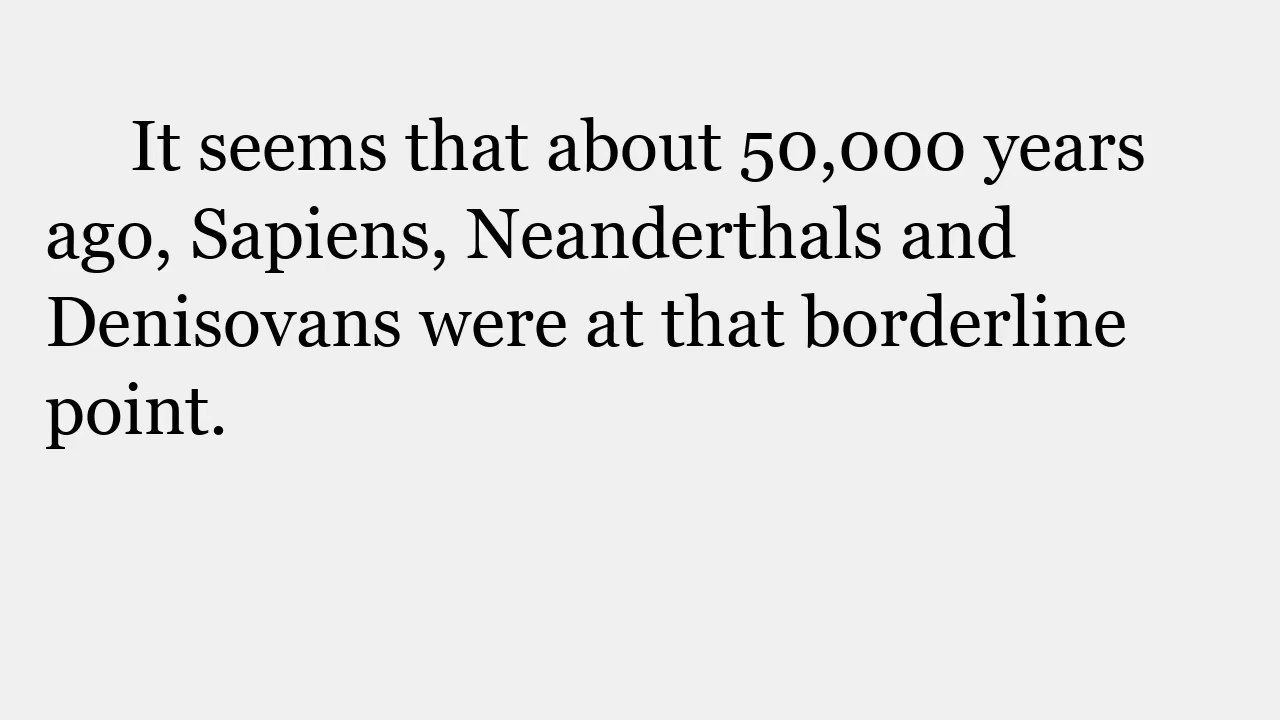 It seems that about 50,000 years
ago, Sapiens, Neanderthals and
Denisovans were at that borderline
point.